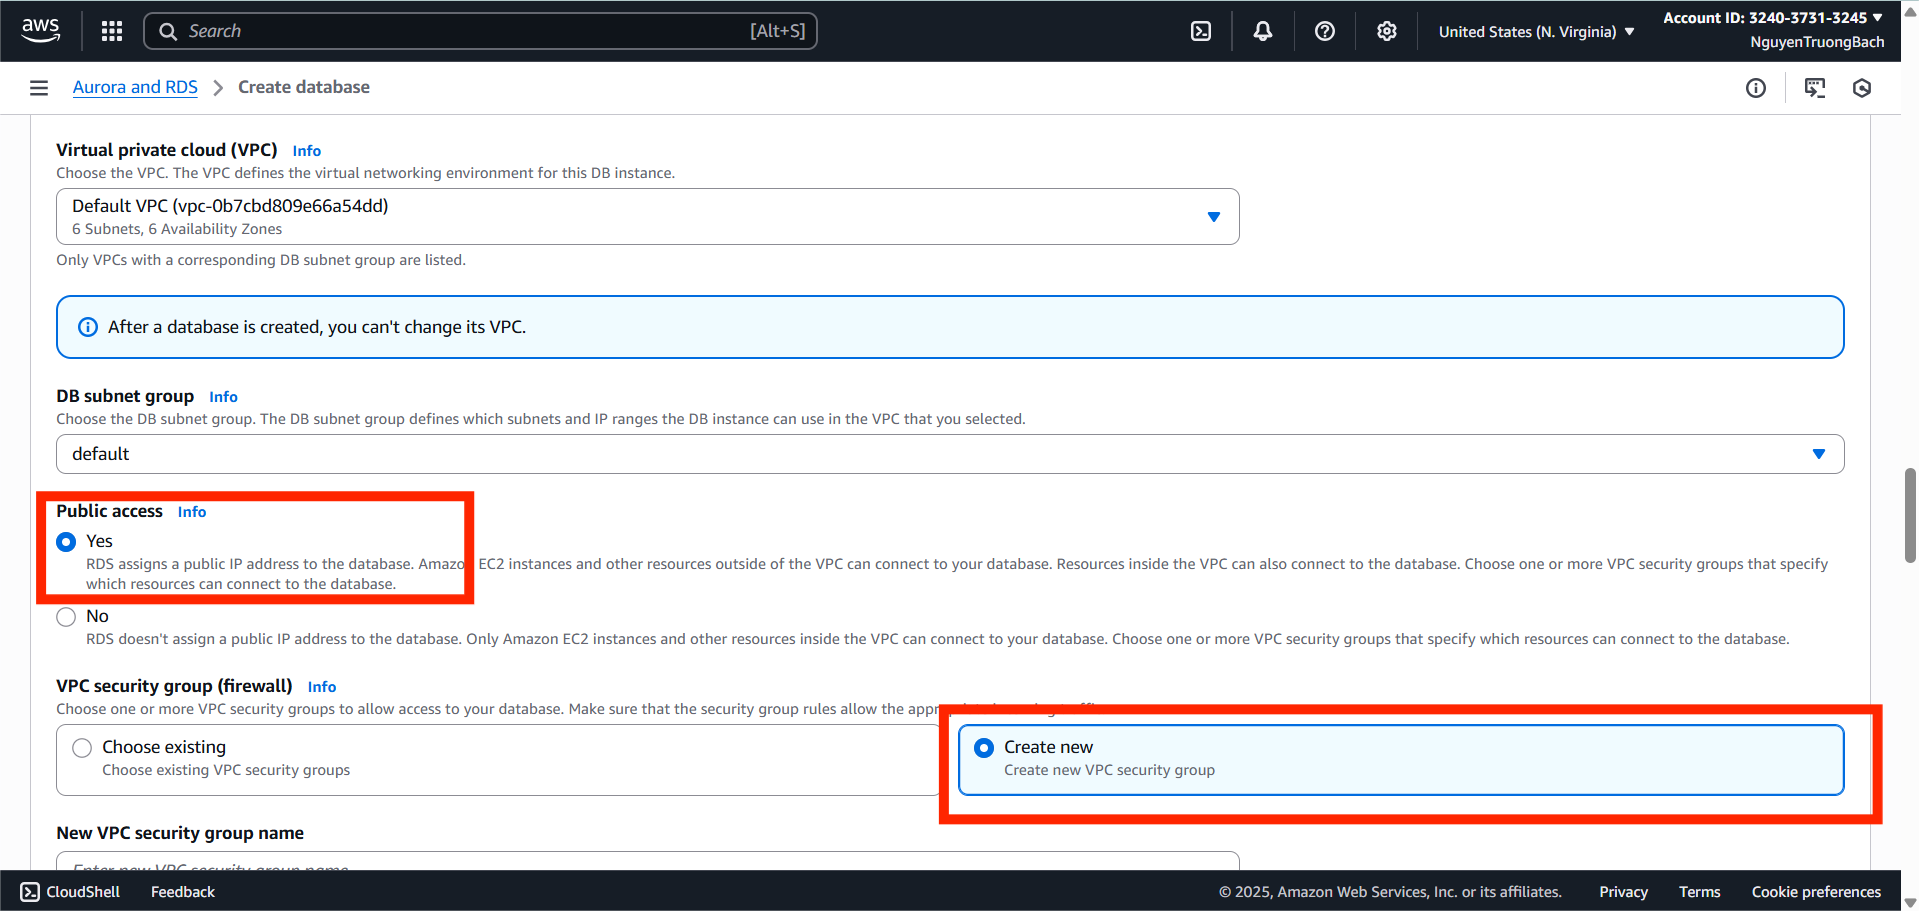 aws
Search [Alt+S]
United States (N. Virginia)
Account ID: 3240-3731-3245
NguyenTruongBach
Aurora and RDS > Create database
Virtual private cloud (VPC) Info
Choose the VPC. The VPC defines the virtual networking environment for this DB instance.
Default VPC (vpc-0b7cbd809e66a54dd)
6 Subnets, 6 Availability Zones
Only VPCs with a corresponding DB subnet group are listed.
After a database is created, you can't change its VPC.
DB subnet group Info
Choose the DB subnet group. The DB subnet group defines which subnets and IP ranges the DB instance can use in the VPC that you selected.
default
Public access Info
Yes
RDS assigns a public IP address to the database. Amazon EC2 instances and other resources outside of the VPC can connect to your database. Resources inside the VPC can also connect to the database. Choose one or more VPC security groups that specify
which resources can connect to the database.
No
RDS doesn't assign a public IP address to the database. Only Amazon EC2 instances and other resources inside the VPC can connect to your database. Choose one or more VPC security groups that specify which resources can connect to the database.
VPC security group (firewall) Info
Choose one or more VPC security groups to allow access to your database. Make sure that the security group rules allow the
Choose existing
Choose existing VPC security groups
Create new
Create new VPC security group
New VPC security group name
Enter new VPC security group name
CloudShell Feedback © 2025, Amazon Web Services, Inc. or its affiliates. Privacy Terms Cookie preferences